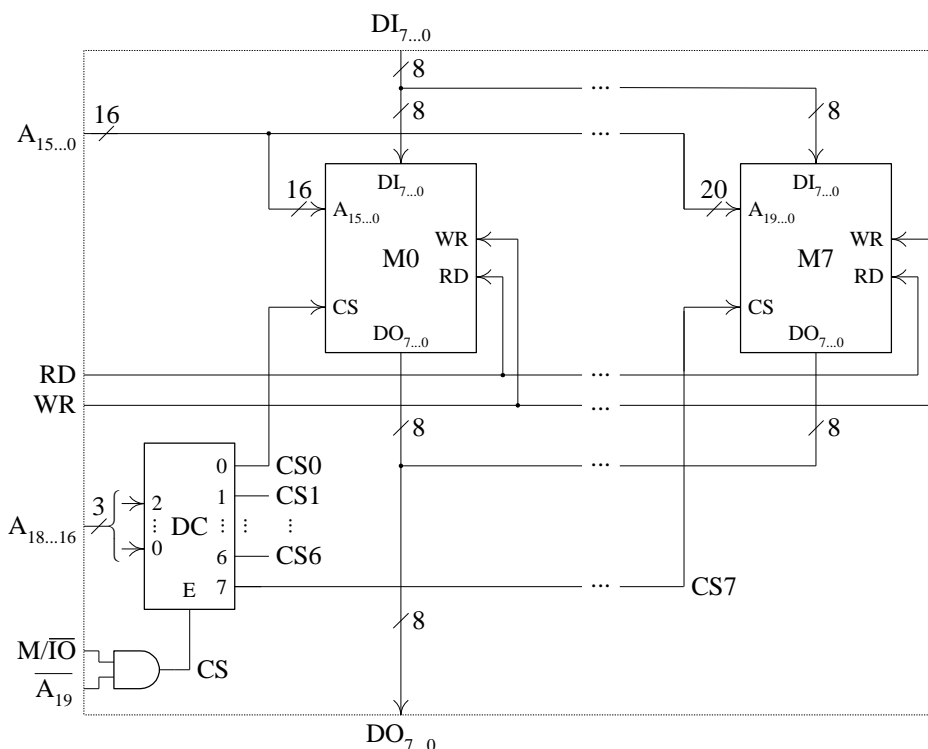 DI7...0
8
...
16 8 8
A15...0 ...
16 DI7...0 20 DI7...0
A15...0 A19...0
WR WR
M0 M7
RD RD
CS CS
DO7...0 DO7...0
RD ...
WR ...
8 8
0 CS0 ...
1 CS1
3 2
A18...16 ... DC ... ... ...
0 6 CS6
E 7 ... CS7
8
M/IO
CS
A19
DO7...0